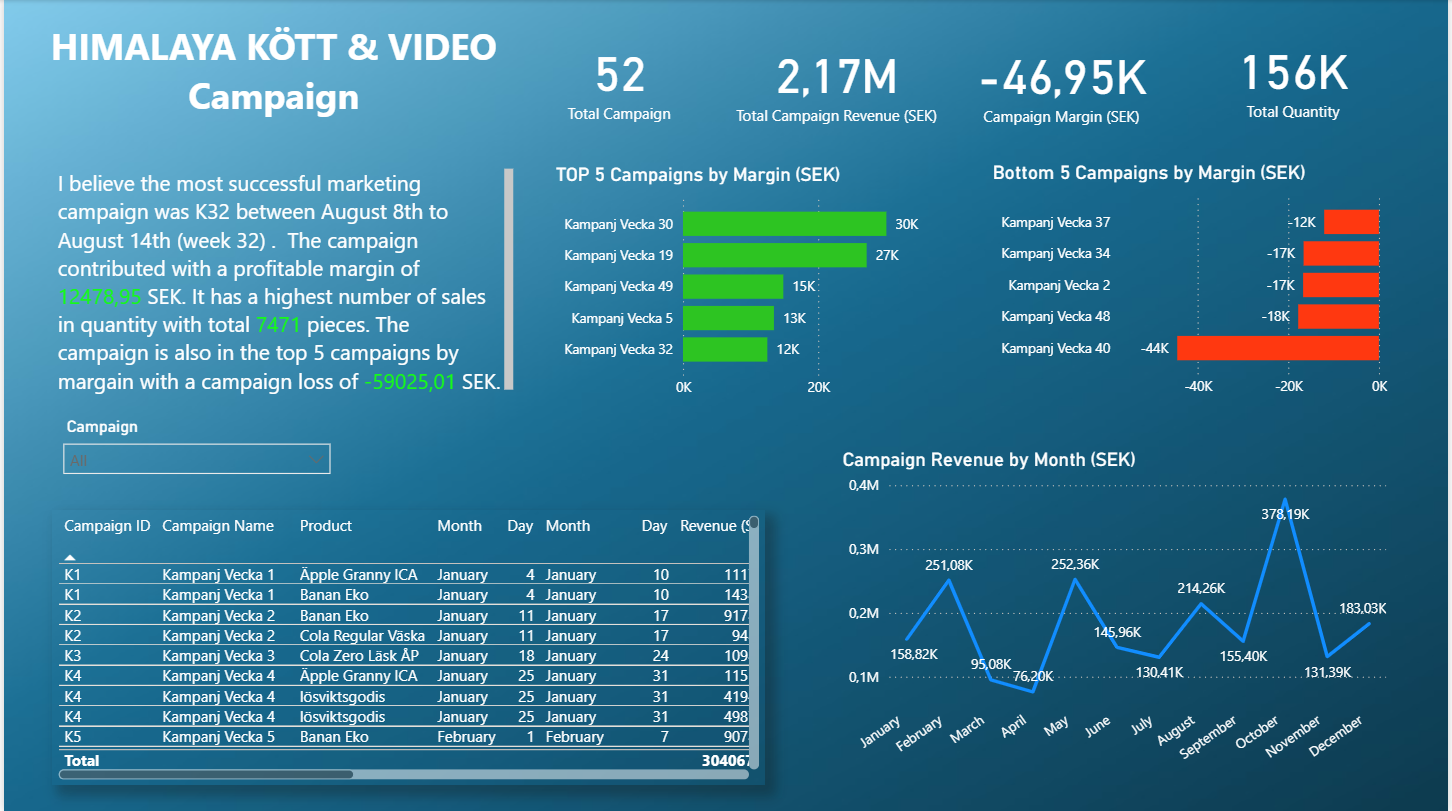 HIMALAYA KÖTT & VIDEO
Campaign
52
Total Campaign
2,17M
Total Campaign Revenue (SEK)
-46,95K
Campaign Margin (SEK)
156K
Total Quantity
I believe the most successful marketing
campaign was K32 between August 8th to
August 14th (week 32) .  The campaign
contributed with a profitable margin of
12478,95 SEK. It has a highest number of sales
in quantity with total 7471 pieces. The
campaign is also in the top 5 campaigns by
margain with a campaign loss of -59025,01 SEK.
TOP 5 Campaigns by Margin (SEK)
Kampanj Vecka 30 30K
Kampanj Vecka 19 27K
Kampanj Vecka 49 15K
Kampanj Vecka 5 13K
Kampanj Vecka 32 12K
0K 20K
Bottom 5 Campaigns by Margin (SEK)
Kampanj Vecka 37 -12K
Kampanj Vecka 34 -17K
Kampanj Vecka 2 -17K
Kampanj Vecka 48 -18K
Kampanj Vecka 40 -44K
-40K -20K 0K
Campaign
All
Campaign ID Campaign Name Product Month Day Month Day Revenue (S
K1 Kampanj Vecka 1 Äpple Granny ICA January 4 January 10 111
K1 Kampanj Vecka 1 Banan Eko January 4 January 10 143
K2 Kampanj Vecka 2 Banan Eko January 11 January 17 917
K2 Kampanj Vecka 2 Cola Regular Väska January 11 January 17 94
K3 Kampanj Vecka 3 Cola Zero Läsk ÅP January 18 January 24 109
K4 Kampanj Vecka 4 Äpple Granny ICA January 25 January 31 115
K4 Kampanj Vecka 4 lösviktsgodis January 25 January 31 419
K4 Kampanj Vecka 4 lösviktsgodis January 25 January 31 498
K5 Kampanj Vecka 5 Banan Eko February 1 February 7 907
Total 304067
Campaign Revenue by Month (SEK)
0,4M
0,3M
0,2M
0,1M
158,82K
251,08K
95,08K
76,20K
252,36K
145,96K
130,41K
214,26K
155,40K
378,19K
131,39K
183,03K
January February March April May June July August September October November December